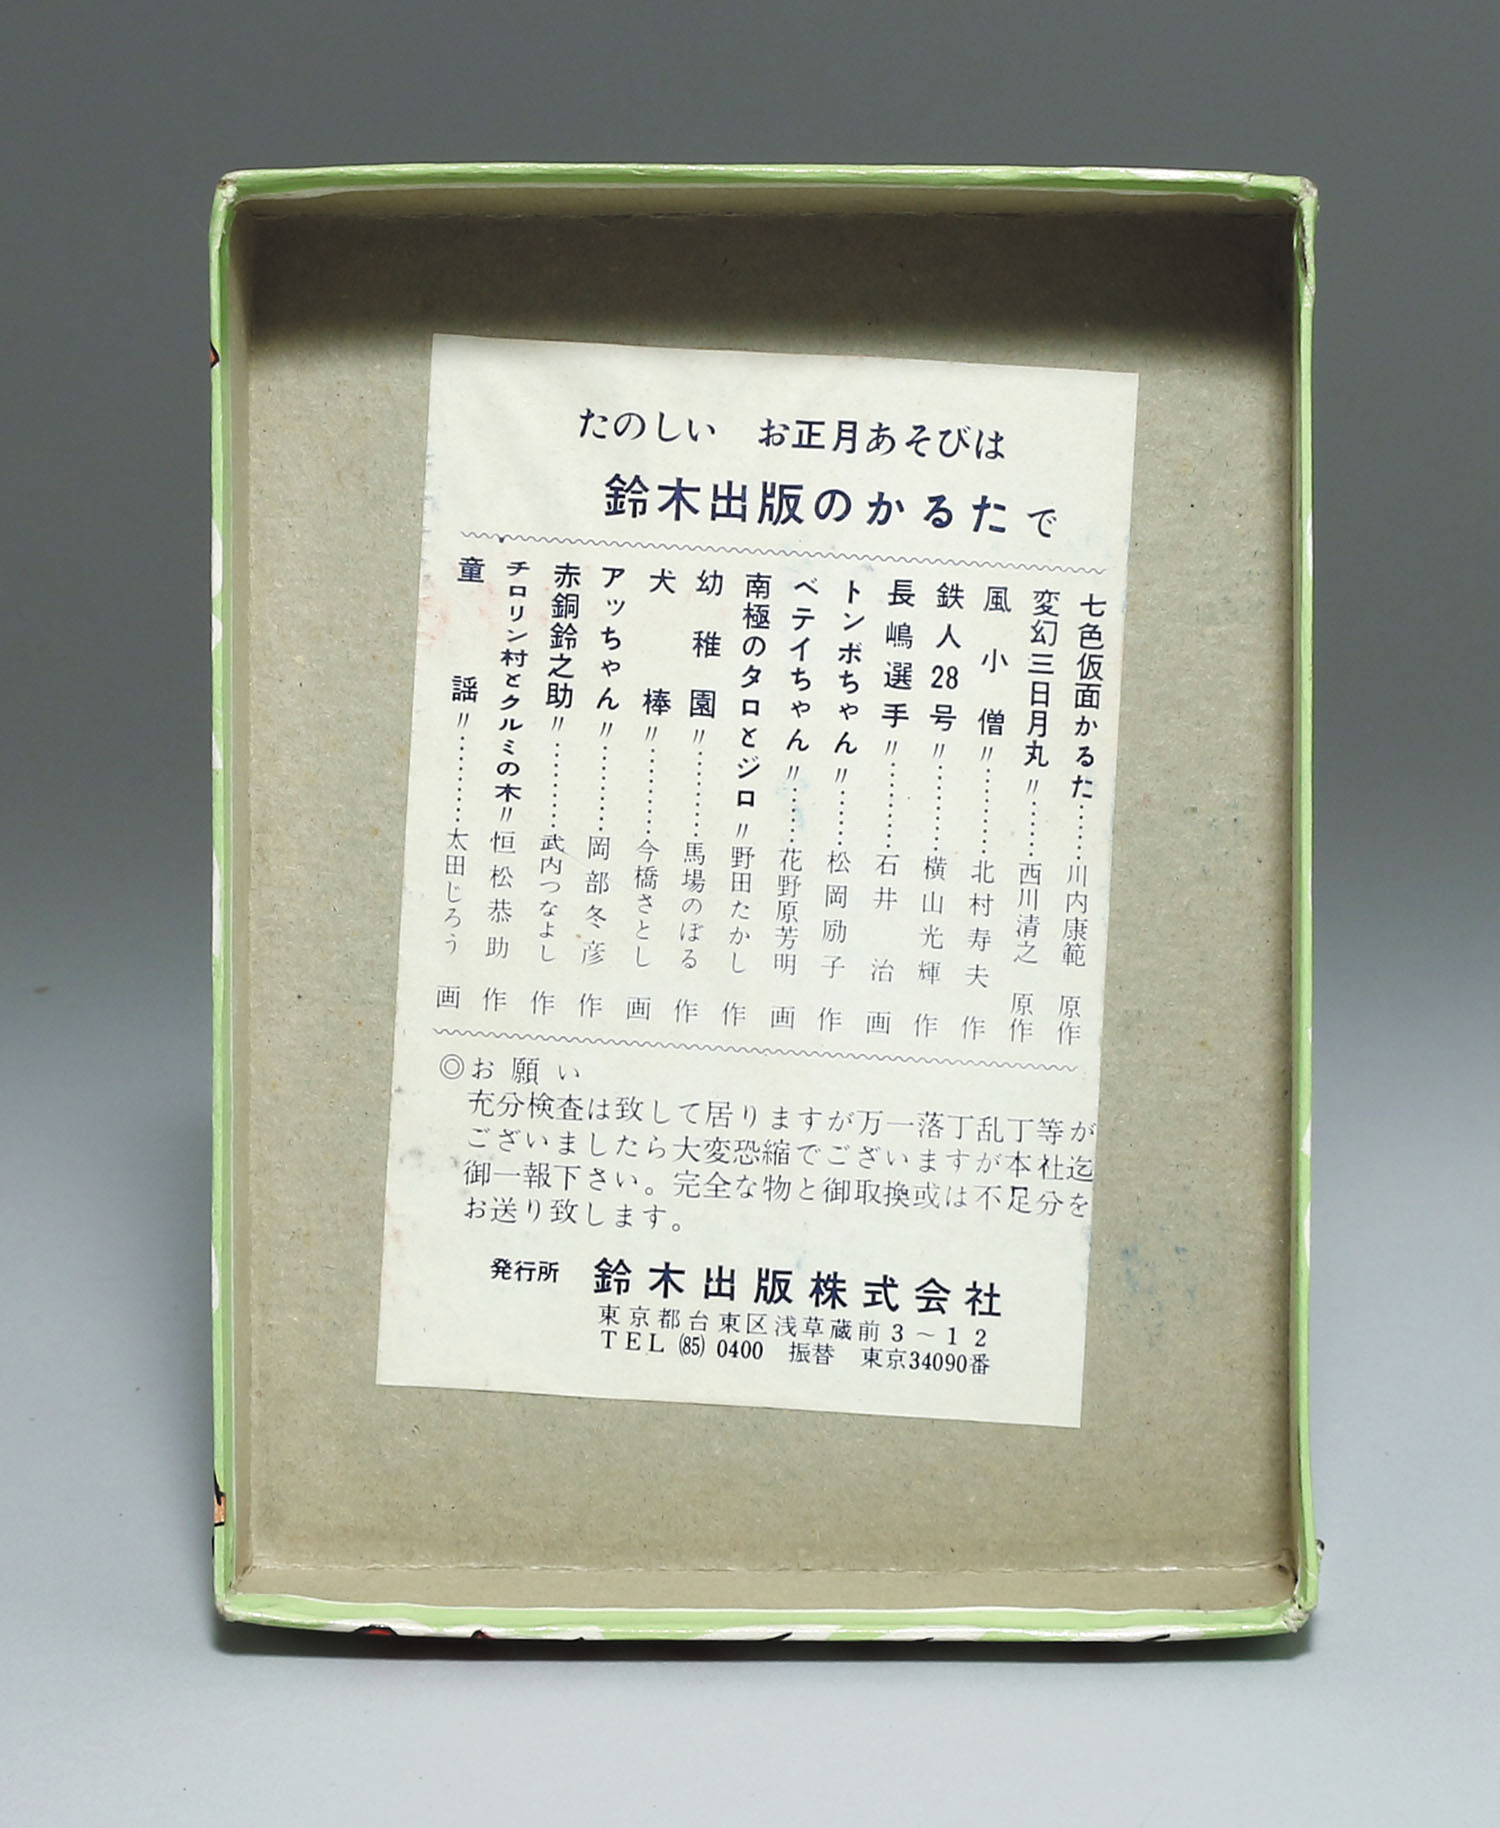 たのしい　お正月あそびは
鈴木出版のかるたで
七色仮面かるた……川内康範　原作
変幻三日月丸〃……西川清之　原作
風小僧〃………北村寿夫　作
鉄人28号〃………横山光輝　作
長嶋選手〃………石井　治　画
トンボちゃん〃……松岡励子　作
ベテイちゃん〃……花野原芳明　画
南極のタロとジロ〃野田たかし　作
幼稚園〃………馬場のぼる　作
犬棒〃………今橋さとし　画
アッちゃん〃………岡部冬彦　作
赤銅鈴之助〃………武内つなよし　作
チロリン村とクルミの木〃恒松恭助　作
童謡〃………太田じろう　画
◎お願い
充分検査は致して居りますが万一落丁乱丁等が
ございましたら大変恐縮でございますが本社迄
御一報下さい。完全な物と御取換或は不足分を
お送り致します。
発行所　鈴木出版株式会社
東京都台東区浅草蔵前3～12
TEL (85) 0400　振替　東京34090番